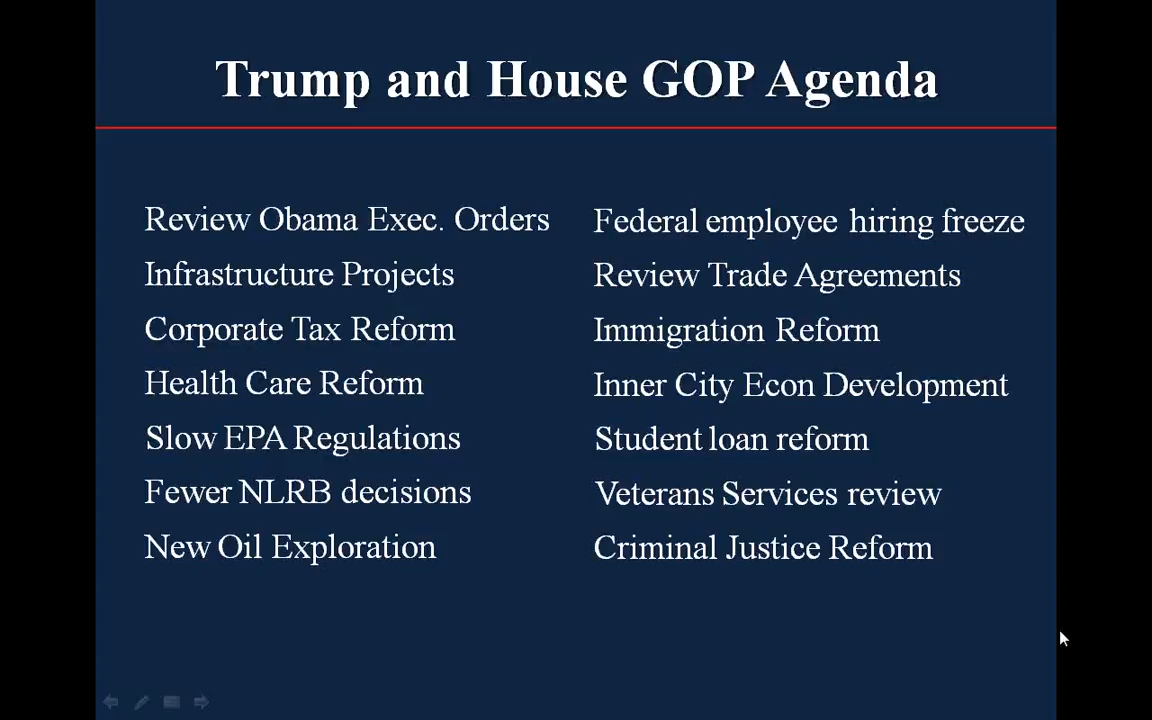 Trump and House GOP Agenda
Review Obama Exec. Orders
Infrastructure Projects
Corporate Tax Reform
Health Care Reform
Slow EPA Regulations
Fewer NLRB decisions
New Oil Exploration
Federal employee hiring freeze
Review Trade Agreements
Immigration Reform
Inner City Econ Development
Student loan reform
Veterans Services review
Criminal Justice Reform